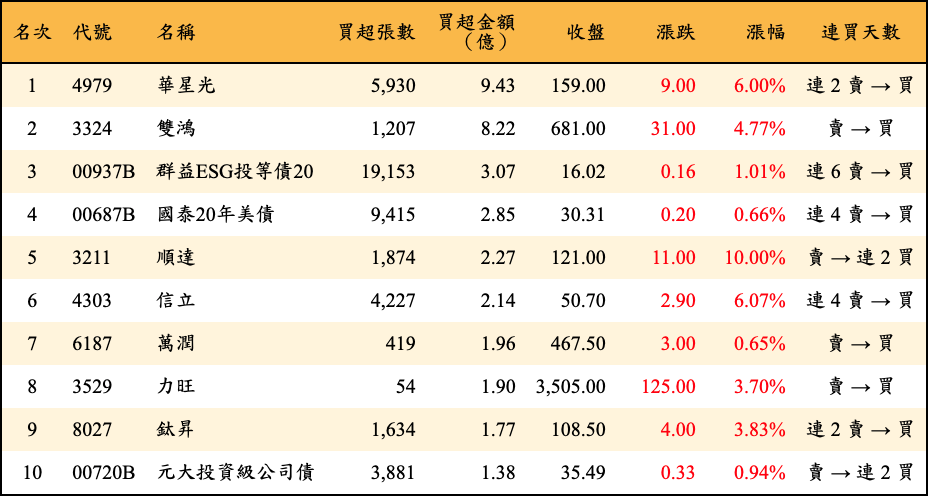 名次 代號 名稱 買超張數 買超金額（億） 收盤 漲跌 漲幅 連買天數
1 4979 華星光 5,930 9.43 159.00 9.00 6.00% 連 2 賣 → 買
2 3324 雙鴻 1,207 8.22 681.00 31.00 4.77% 賣 → 買
3 00937B 群益ESG投等債20 19,153 3.07 16.02 0.16 1.01% 連 6 賣 → 買
4 00687B 國泰20年美債 9,415 2.85 30.31 0.20 0.66% 連 4 賣 → 買
5 3211 順達 1,874 2.27 121.00 11.00 10.00% 賣 → 連 2 買
6 4303 信立 4,227 2.14 50.70 2.90 6.07% 連 4 賣 → 買
7 6187 萬潤 419 1.96 467.50 3.00 0.65% 賣 → 買
8 3529 力旺 54 1.90 3,505.00 125.00 3.70% 賣 → 買
9 8027 鈦昇 1,634 1.77 108.50 4.00 3.83% 連 2 賣 → 買
10 00720B 元大投資級公司債 3,881 1.38 35.49 0.33 0.94% 賣 → 連 2 買